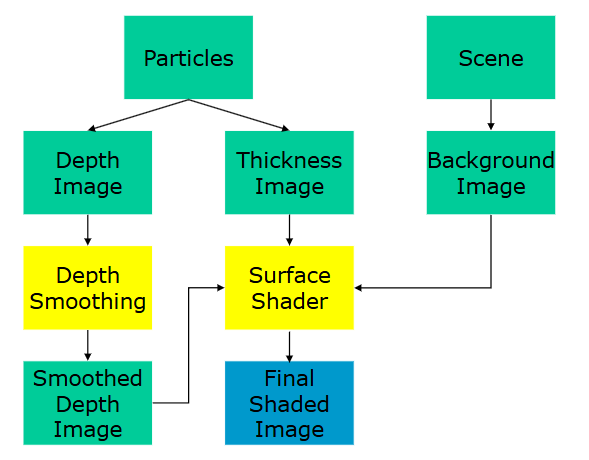 Particles
Scene
Depth
Image
Thickness
Image
Background
Image
Depth
Smoothing
Surface
Shader
Smoothed
Depth
Image
Final
Shaded
Image